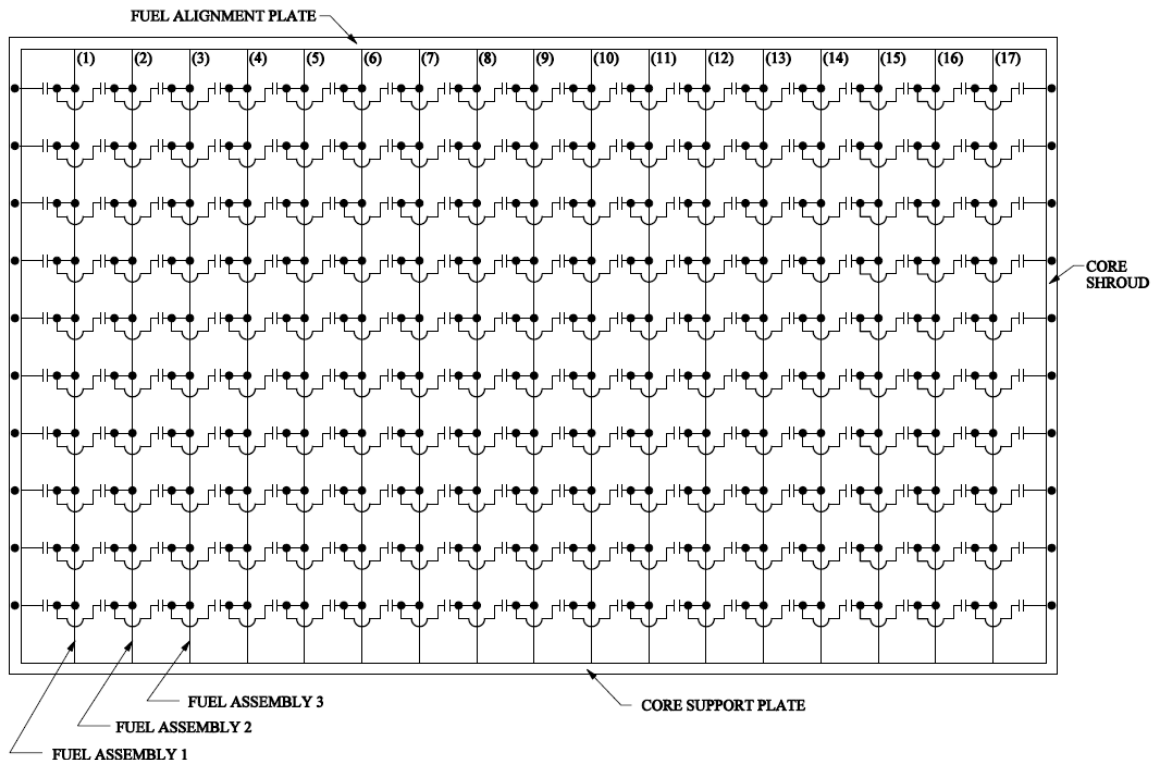 FUEL ALIGNMENT PLATE
(1) (2) (3) (4) (5) (6) (7) (8) (9) (10) (11) (12) (13) (14) (15) (16) (17)
CORE
SHROUD
FUEL ASSEMBLY 3
CORE SUPPORT PLATE
FUEL ASSEMBLY 2
FUEL ASSEMBLY 1